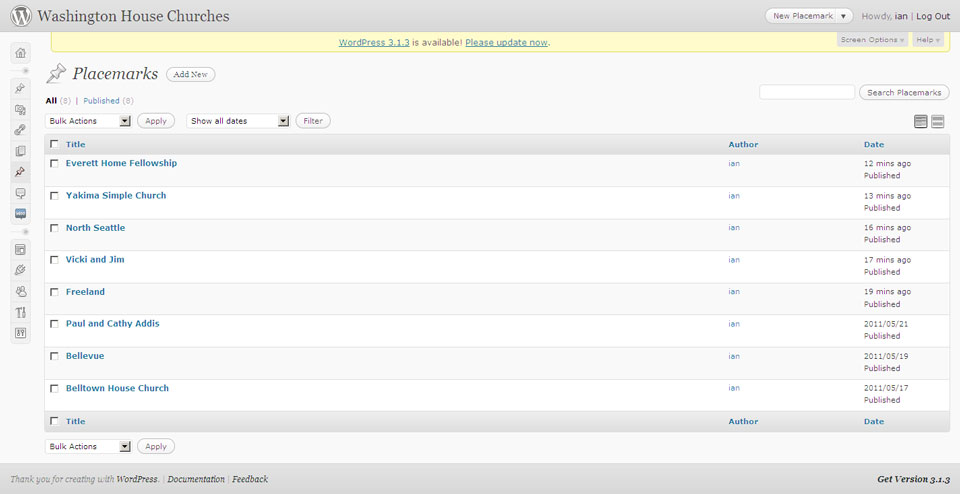 Washington House Churches
New Placemark Howdy, ian | Log Out
WordPress 3.1.3 is available! Please update now.
Screen Options Help
Placemarks Add New
All (8) | Published (8)
Search Placemarks
Bulk Actions Apply Show all dates Filter
Title Author Date
Everett Home Fellowship ian 12 mins ago
Published
Yakima Simple Church ian 13 mins ago
Published
North Seattle ian 16 mins ago
Published
Vicki and Jim ian 17 mins ago
Published
Freeland ian 19 mins ago
Published
Paul and Cathy Addis ian 2011/05/21
Published
Bellevue ian 2011/05/19
Published
Belltown House Church ian 2011/05/17
Published
Title Author Date
Bulk Actions Apply
Thank you for creating with WordPress. | Documentation | Feedback Get Version 3.1.3